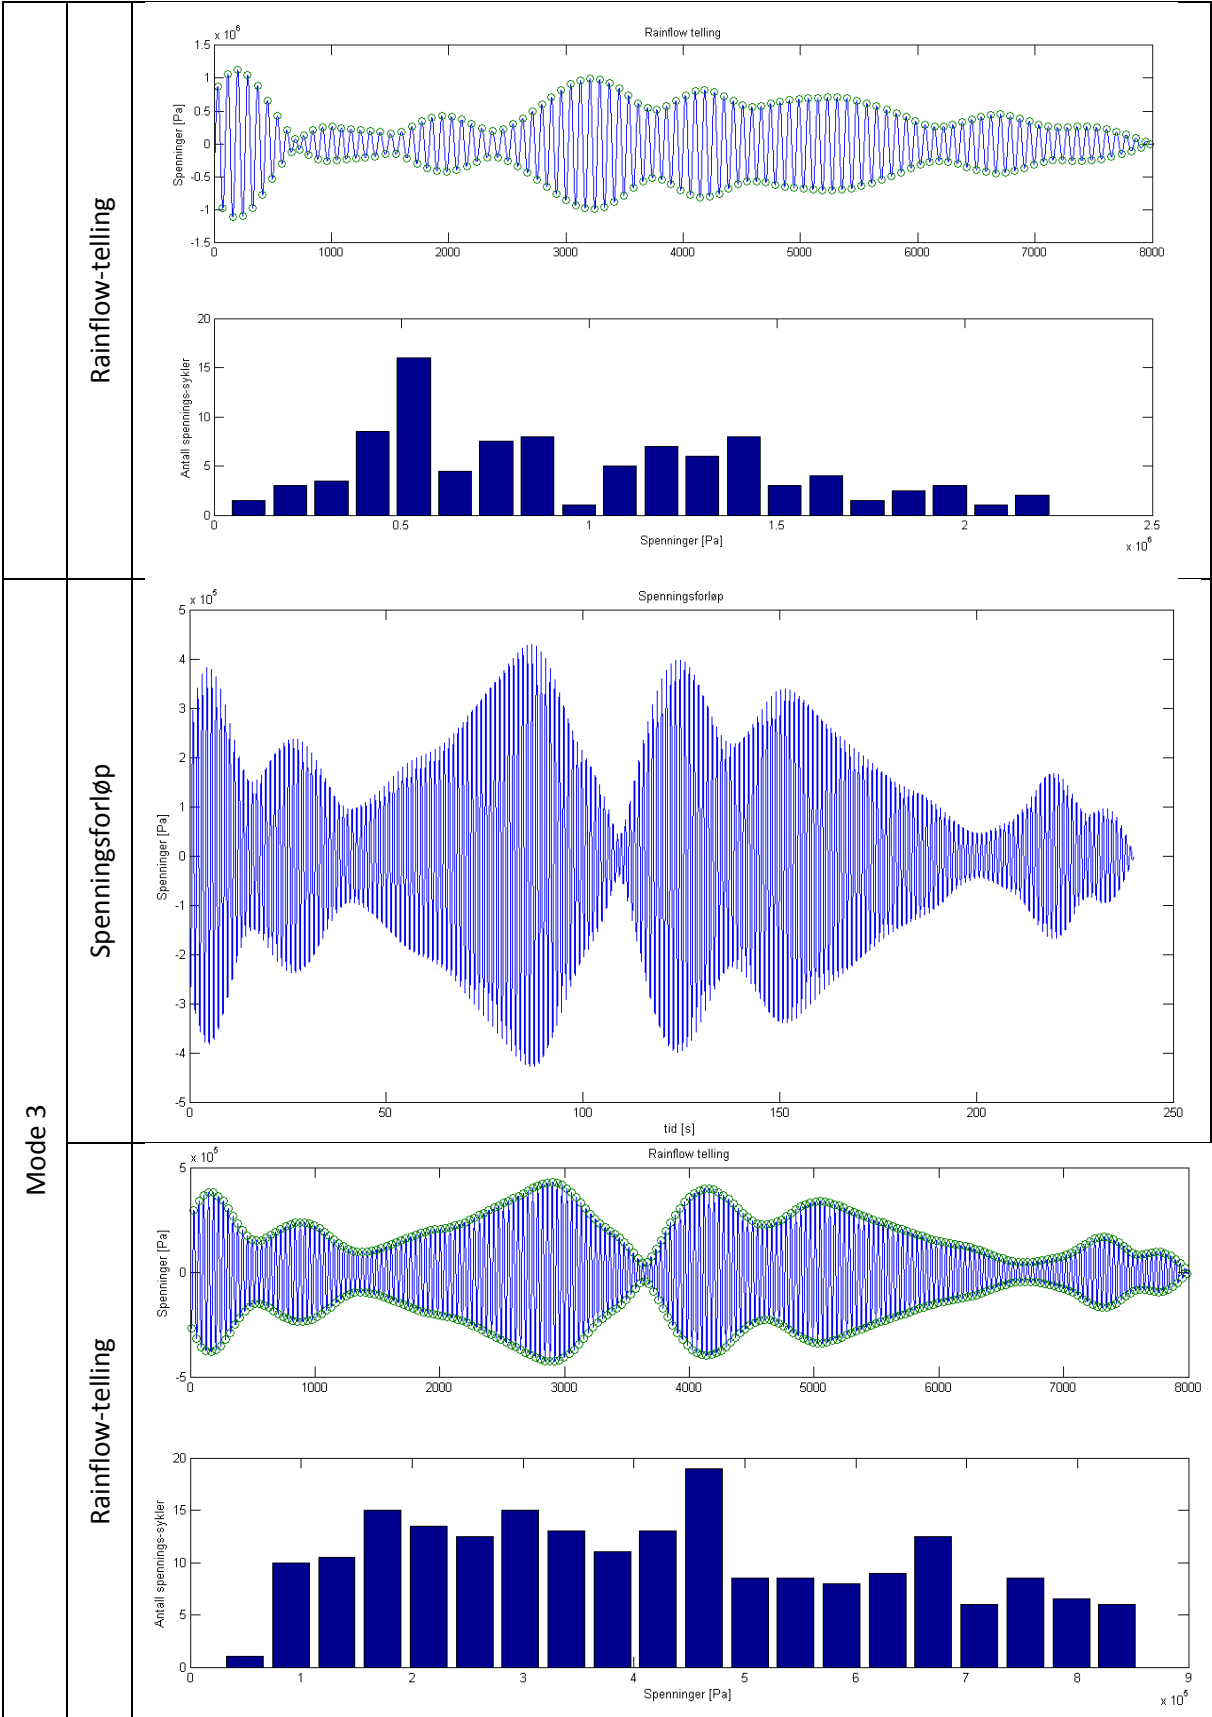 Rainflow-telling
Rainflow telling
x 10^6
Spenninger [Pa]
1.5
1
0.5
0
-0.5
-1
-1.5
0 1000 2000 3000 4000 5000 6000 7000 8000
Antall spennings-sykler
20
15
10
5
0
0 0.5 1 1.5 2 2.5
Spenninger [Pa]
x 10^6
Mode 3
Spenningsforløp
Spenningsforløp
x 10^5
Spenninger [Pa]
5
4
3
2
1
0
-1
-2
-3
-4
-5
0 50 100 150 200 250
tid [s]
Rainflow-telling
Rainflow telling
x 10^5
Spenninger [Pa]
5
0
-5
0 1000 2000 3000 4000 5000 6000 7000 8000
Antall spennings-sykler
20
15
10
5
0
0 1 2 3 4 5 6 7 8 9
Spenninger [Pa]
x 10^5